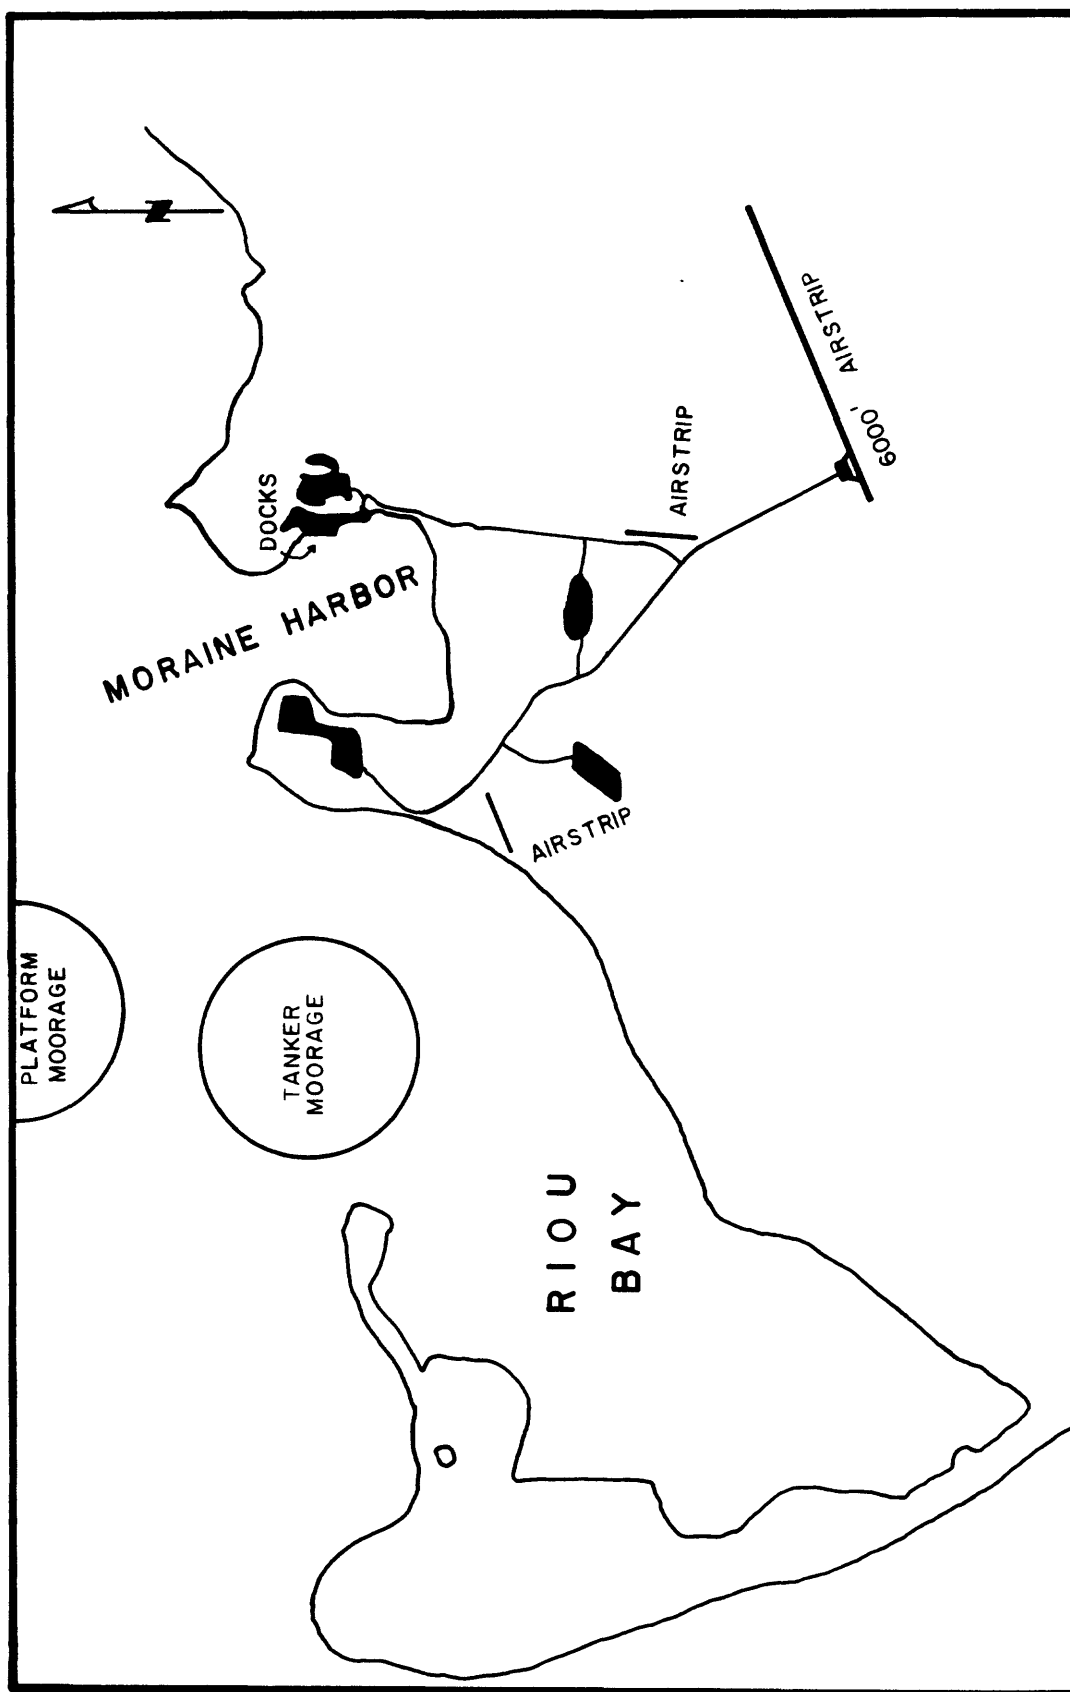 N
DOCKS
MORAINE HARBOR
AIRSTRIP
6000' AIRSTRIP
AIRSTRIP
PLATFORM
MOORAGE
TANKER
MOORAGE
RIOU
BAY